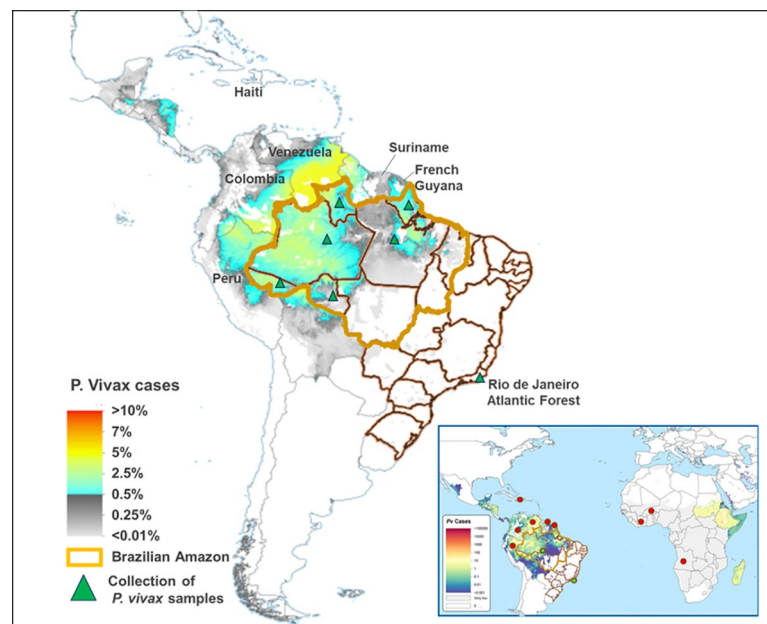 Haiti
Venezuela
Suriname
Colombia
French
Guyana
Peru
Rio de Janeiro
Atlantic Forest
P. Vivax cases
>10%
7%
5%
2.5%
0.5%
0.25%
<0.01%
Brazilian Amazon
Collection of
P. vivax samples
Pv Cases